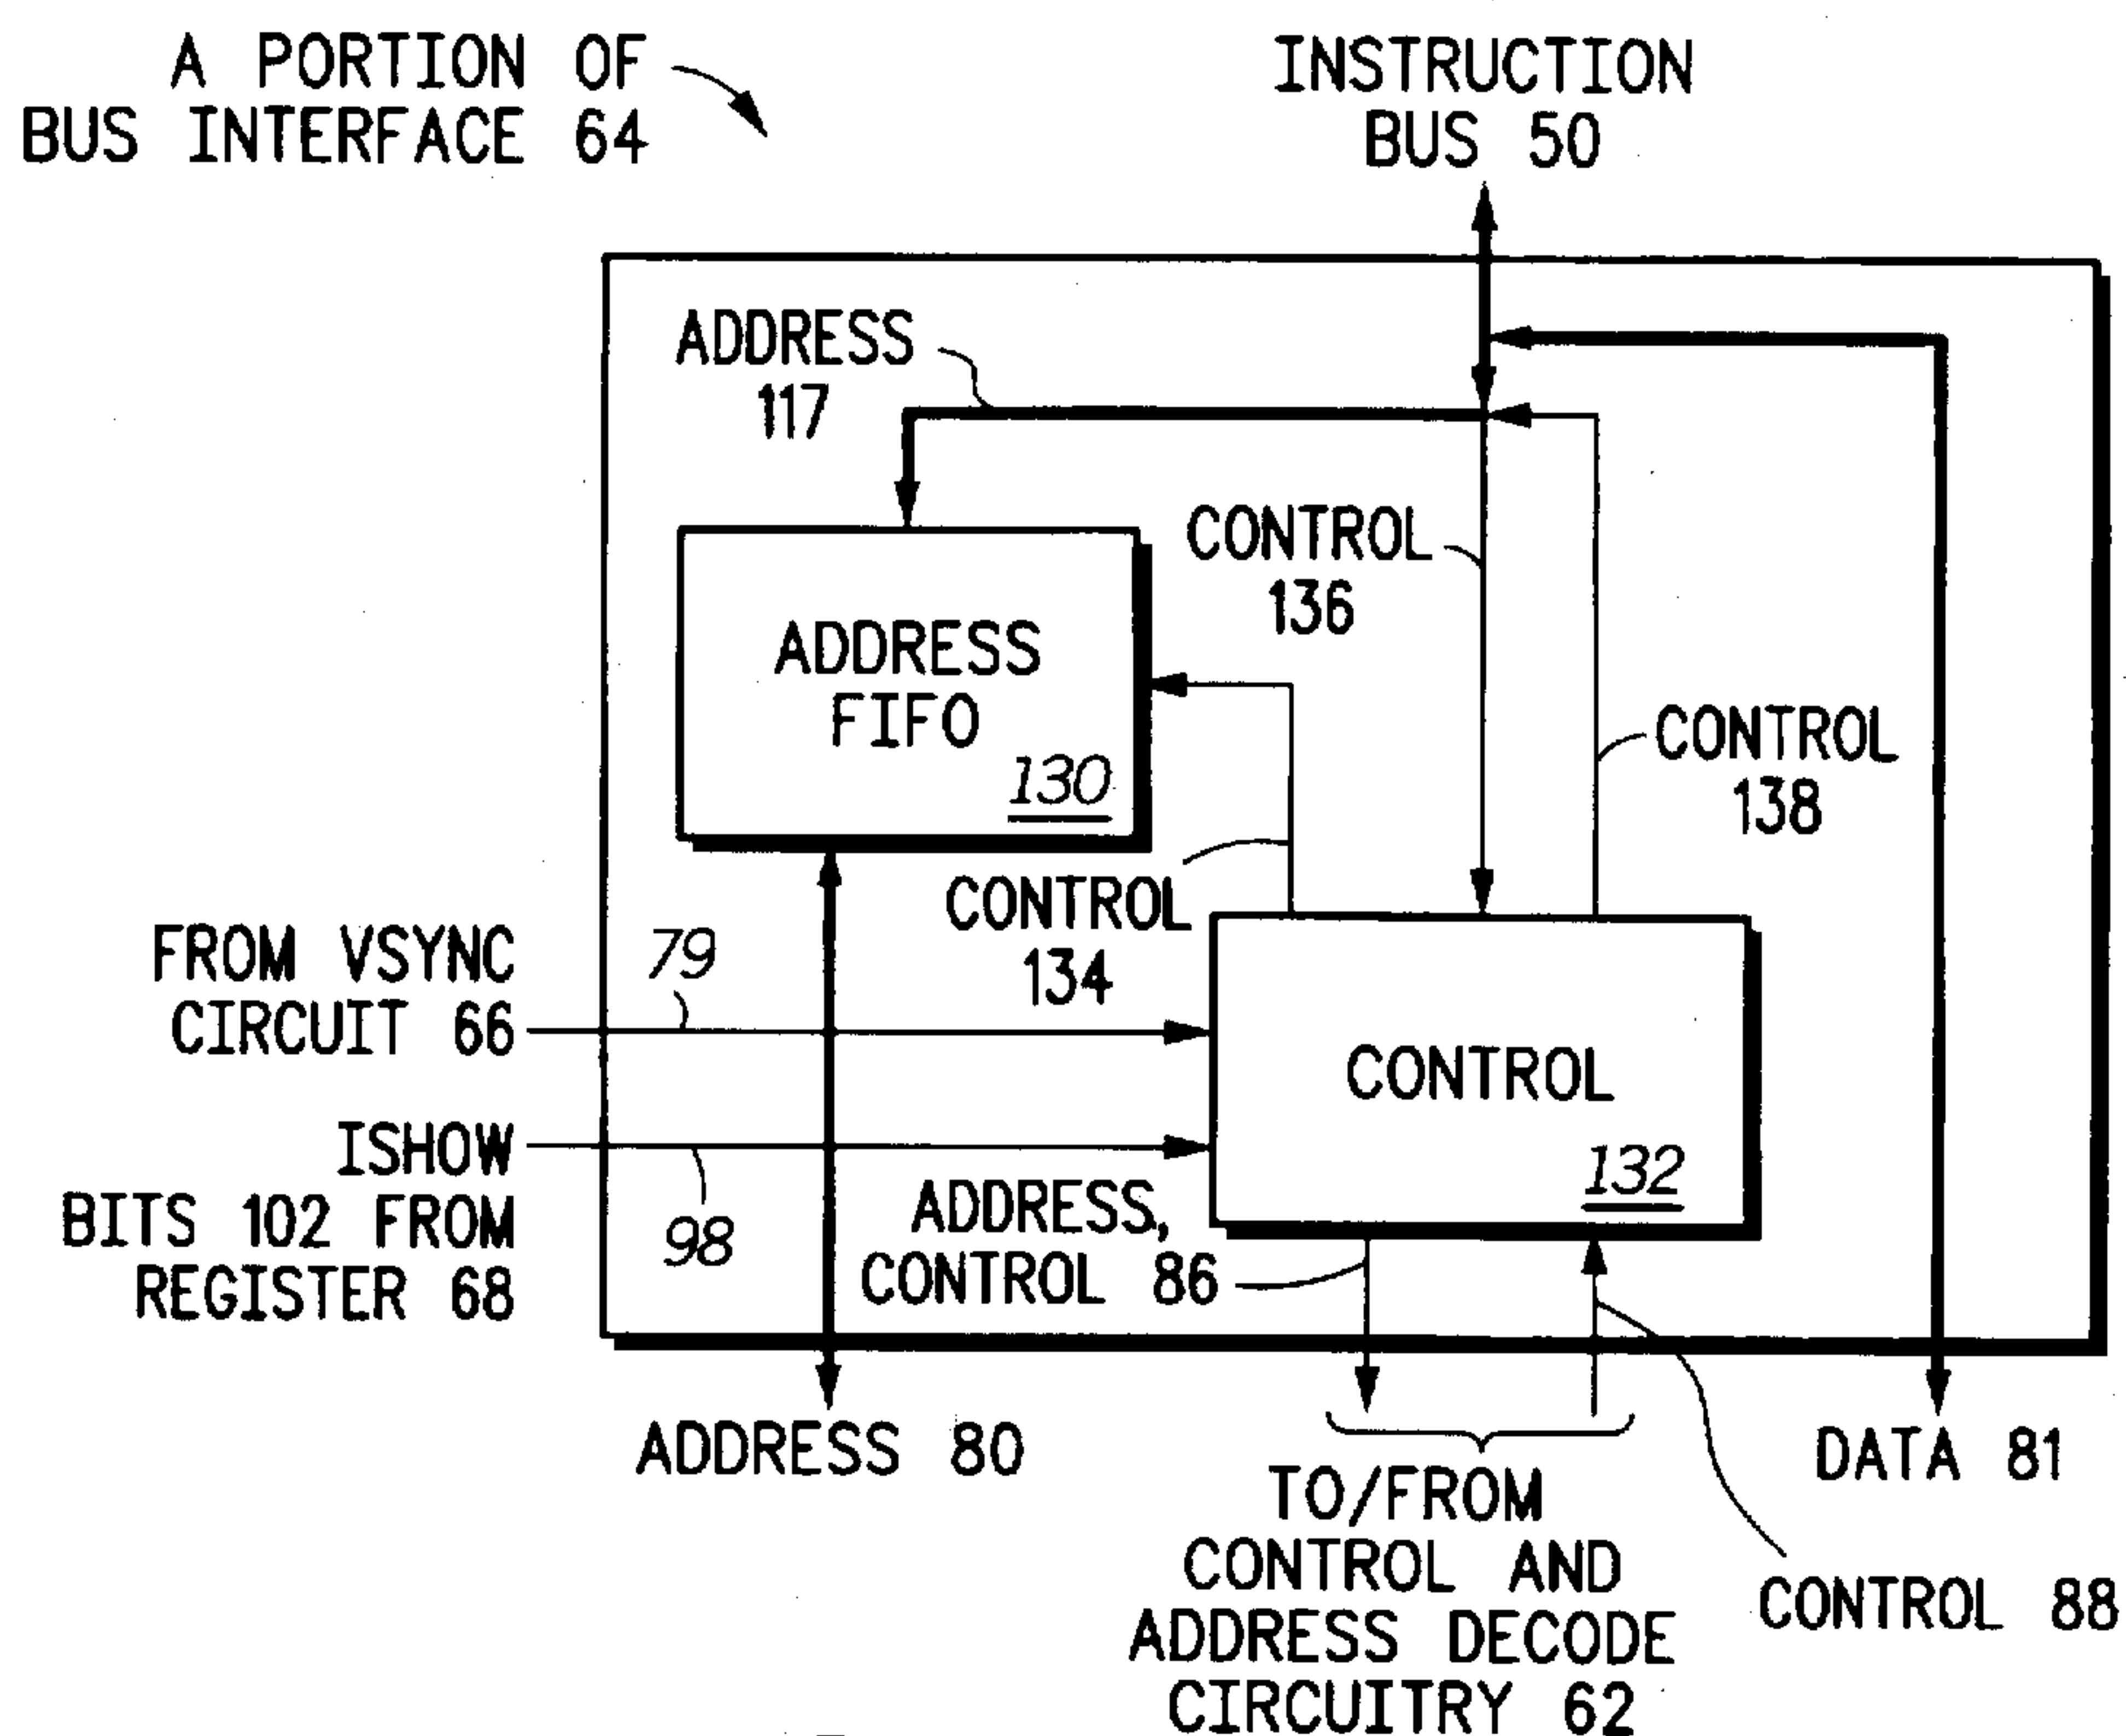 A PORTION OF
BUS INTERFACE 64
INSTRUCTION
BUS 50
ADDRESS
117
CONTROL
136
ADDRESS
FIFO
130
CONTROL
138
CONTROL
134
FROM VSYNC
CIRCUIT 66
79
CONTROL
132
ISHOW
BITS 102 FROM
REGISTER 68
98
ADDRESS,
CONTROL 86
ADDRESS 80
DATA 81
TO/FROM
CONTROL AND
ADDRESS DECODE
CIRCUITRY 62
CONTROL 88